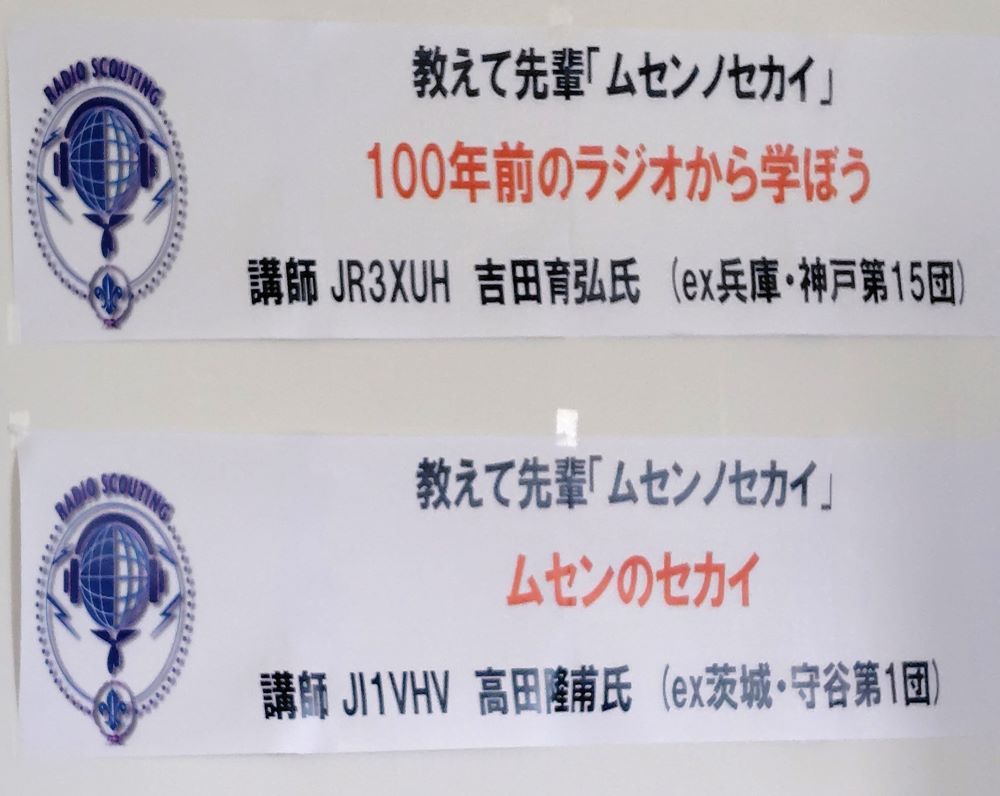 RADIO SCOUTING
教えて先輩「ムセンノセカイ」
100年前のラジオから学ぼう
講師 JR3XUH 吉田育弘氏 (ex兵庫・神戸第15団)
RADIO SCOUTING
教えて先輩「ムセンノセカイ」
ムセンのセカイ
講師 JI1VHV 高田隆甫氏 (ex茨城・守谷第1団)